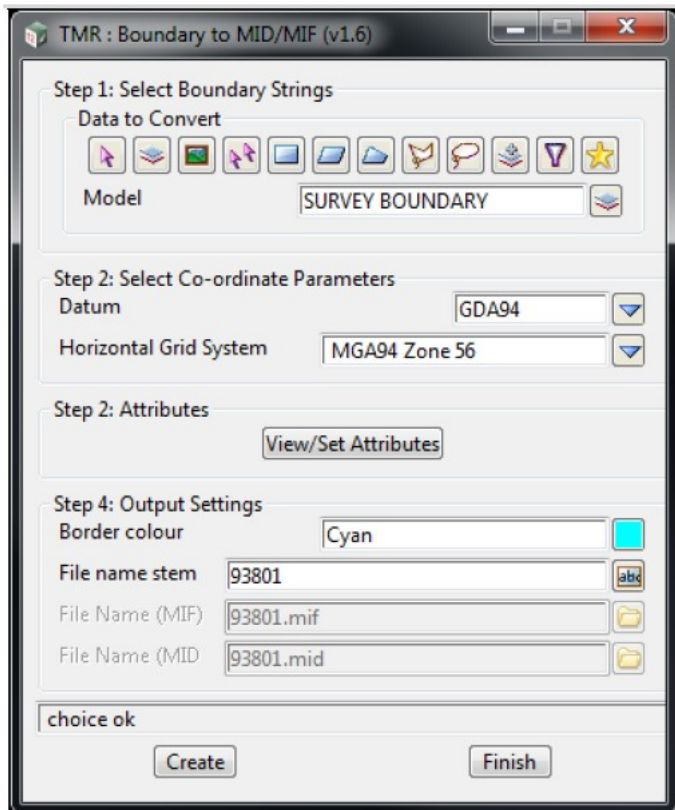 TMR : Boundary to MID/MIF (v1.6)
Step 1: Select Boundary Strings
Data to Convert
Model SURVEY BOUNDARY
Step 2: Select Co-ordinate Parameters
Datum GDA94
Horizontal Grid System MGA94 Zone 56
Step 2: Attributes
View/Set Attributes
Step 4: Output Settings
Border colour Cyan
File name stem 93801 abc
File Name (MIF) 93801.mif
File Name (MID 93801.mid
choice ok
Create Finish